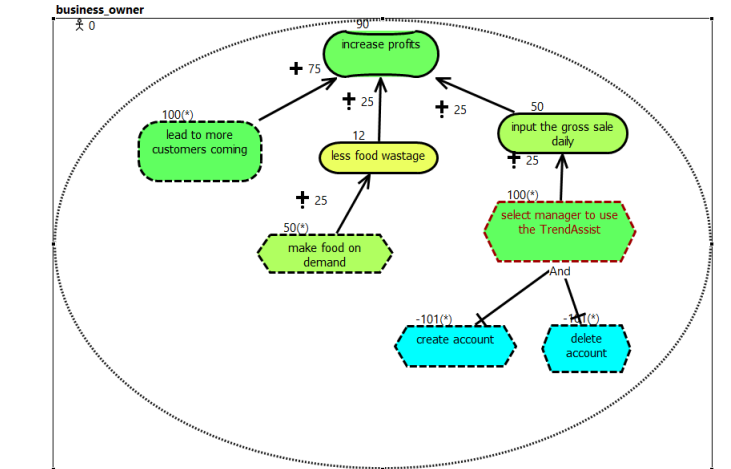 business_owner
0
90
increase profits
75
25
25
100(*)
lead to more
customers coming
12
less food wastage
50
input the gross sale
daily
25
25
50(*)
make food on
demand
100(*)
select manager to use
the TrendAssist
And
-101(*)
create account
-101(*)
delete
account